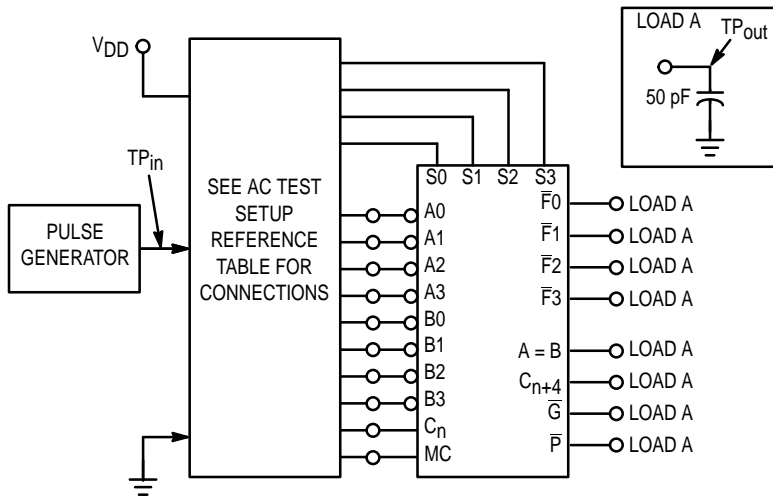 LOAD A TPout
50 pF
VDD
TPin
PULSE
GENERATOR
SEE AC TEST
SETUP
REFERENCE
TABLE FOR
CONNECTIONS
S0 S1 S2 S3
A0
A1
A2
A3
B0
B1
B2
B3
Cn
MC
F̅0 LOAD A
F̅1 LOAD A
F̅2 LOAD A
F̅3 LOAD A
A = B LOAD A
Cn+4 LOAD A
G̅ LOAD A
P̅ LOAD A